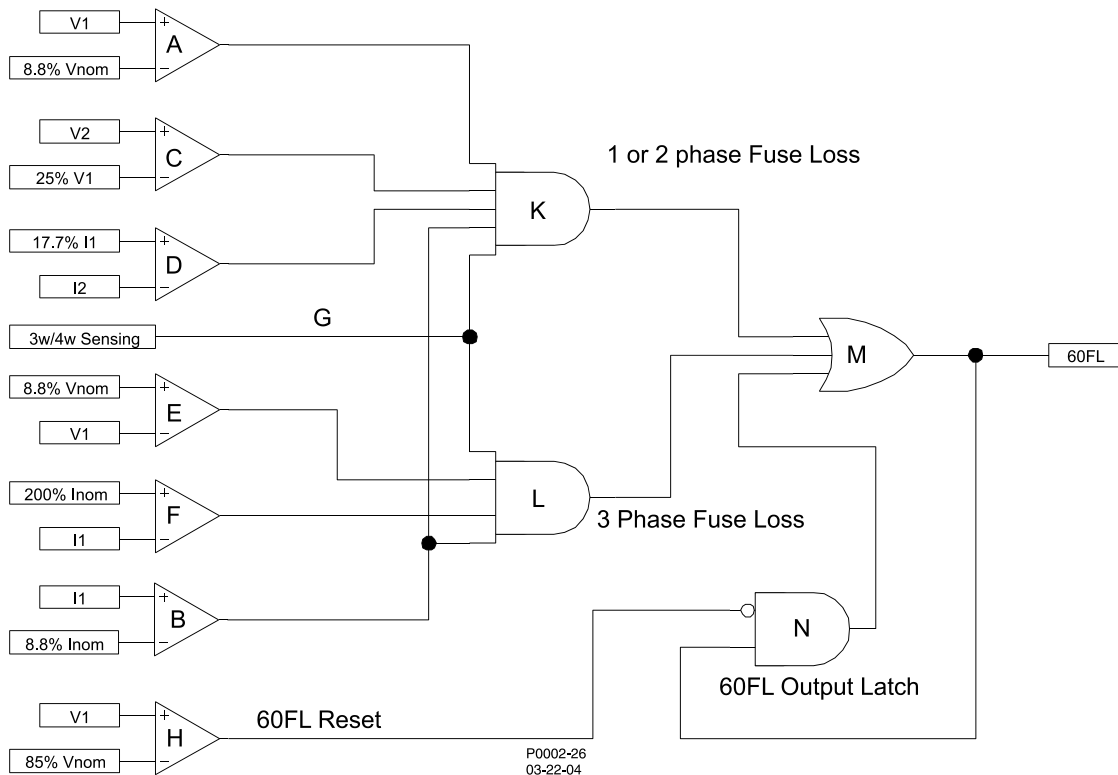 V1
+
A
8.8% Vnom
−
V2
+
C
25% V1
−
1 or 2 phase Fuse Loss
K
17.7% I1
+
D
I2
−
G
3w/4w Sensing
M
60FL
8.8% Vnom
+
E
V1
−
200% Inom
+
F
I1
−
L
3 Phase Fuse Loss
I1
+
B
8.8% Inom
−
N
60FL Output Latch
V1
+
H
85% Vnom
−
60FL Reset
P0002-26
03-22-04